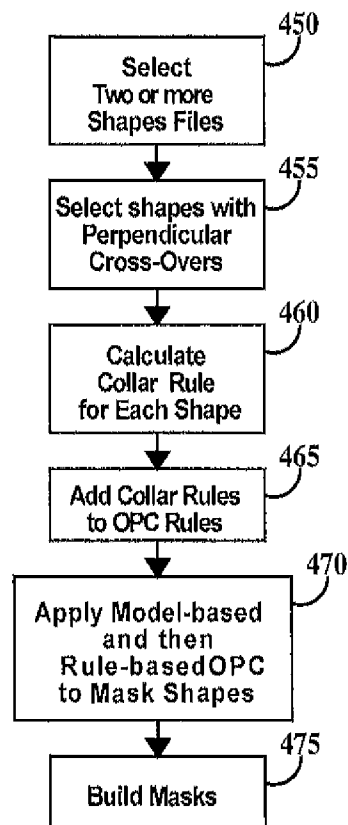 450
Select
Two or more
Shapes Files
455
Select shapes with
Perpendicular
Cross-Overs
460
Calculate
Collar Rule
for Each Shape
465
Add Collar Rules
to OPC Rules
470
Apply Model-based
and then
Rule-based OPC
to Mask Shapes
475
Build Masks